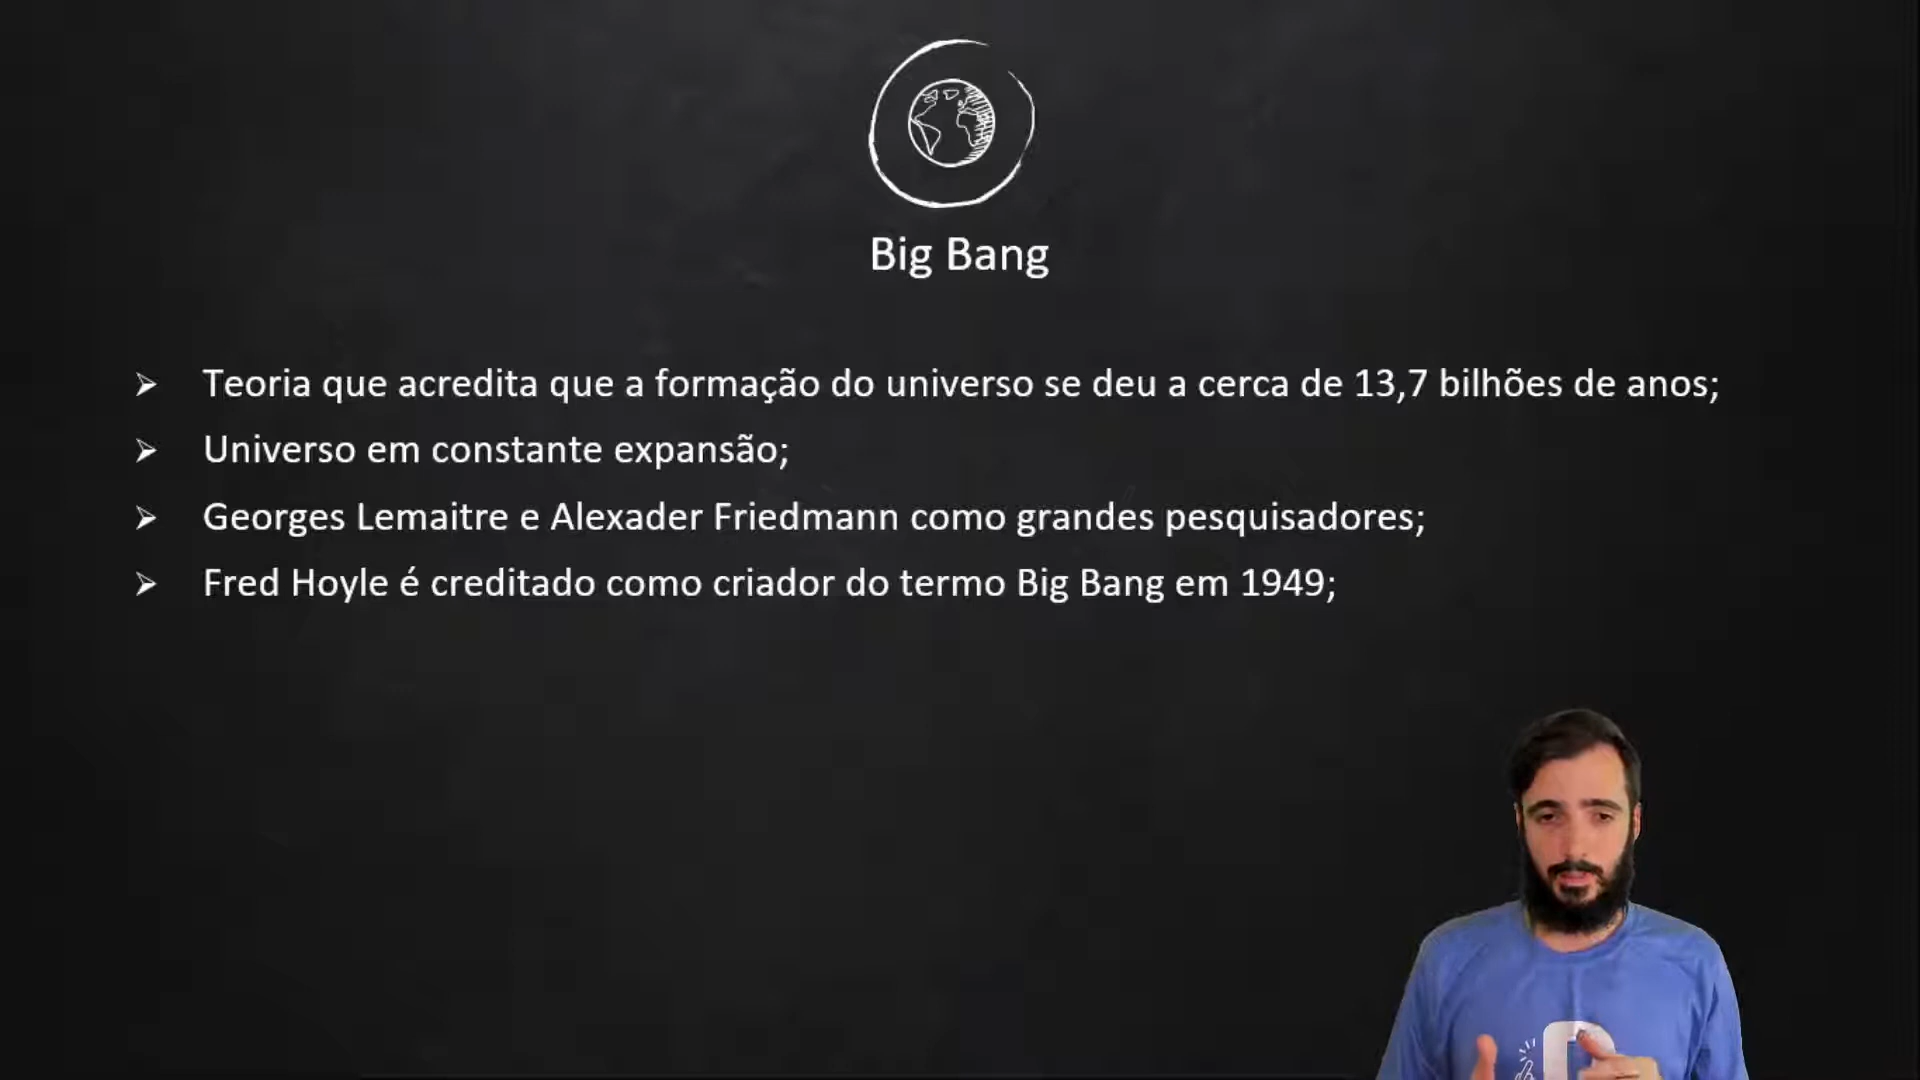 Big Bang
Teoria que acredita que a formação do universo se deu a cerca de 13,7 bilhões de anos;
Universo em constante expansão;
Georges Lemaitre e Alexader Friedmann como grandes pesquisadores;
Fred Hoyle é creditado como criador do termo Big Bang em 1949;